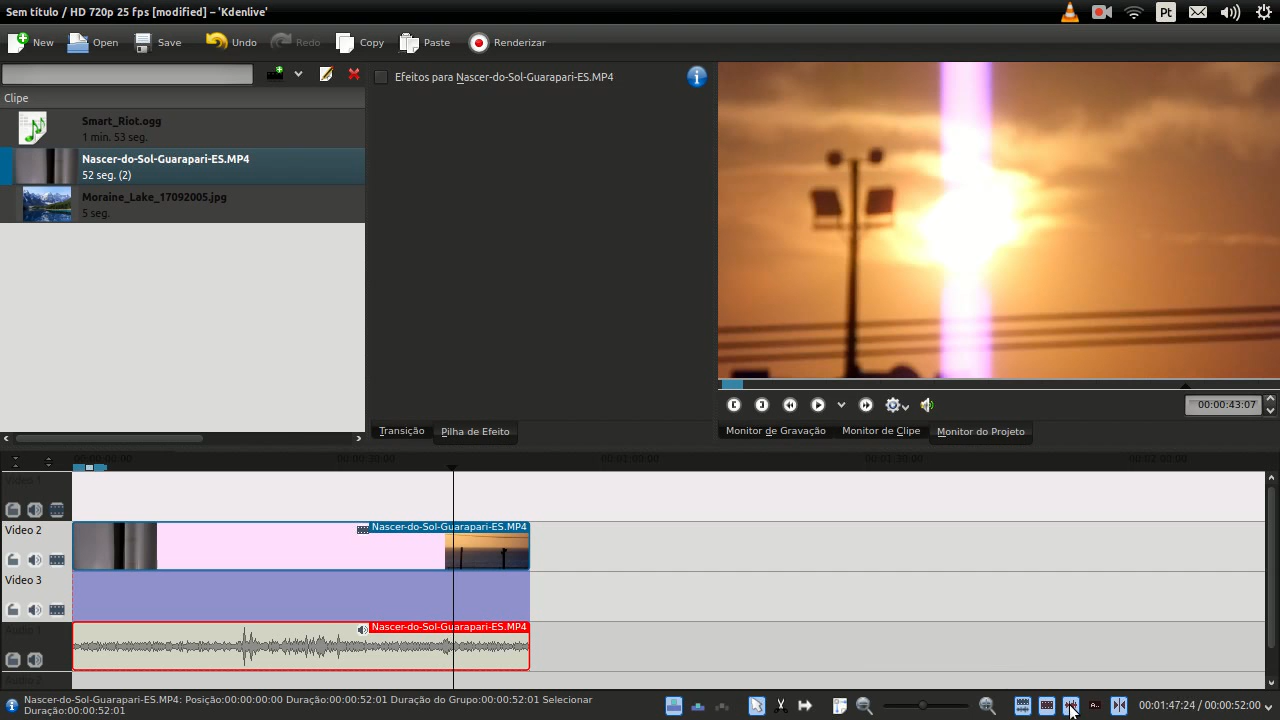 Sem titulo / HD 720p 25 fps [modified] – 'Kdenlive'
Pt
New Open Save Undo Redo Copy Paste Renderizar
Efeitos para Nascer-do-Sol-Guarapari-ES.MP4
Clipe
Smart_Riot.ogg
1 min. 53 seg.
Nascer-do-Sol-Guarapari-ES.MP4
52 seg. (2)
Moraine_Lake_17092005.jpg
5 seg.
00:00:43:07
Transição Pilha de Efeito
Monitor de Gravação Monitor de Clipe Monitor do Projeto
00:00:00:00 00:00:30:00 00:01:00:00 00:01:30:00 00:02:00:00
Video 1
Video 2
Nascer-do-Sol-Guarapari-ES.MP4
Video 3
Audio 1
Nascer-do-Sol-Guarapari-ES.MP4
Audio 2
Nascer-do-Sol-Guarapari-ES.MP4: Posição:00:00:00:00 Duração:00:00:52:01 Duração do Grupo:00:00:52:01 Selecionar
Duração:00:00:52:01
00:01:47:24 / 00:00:52:00